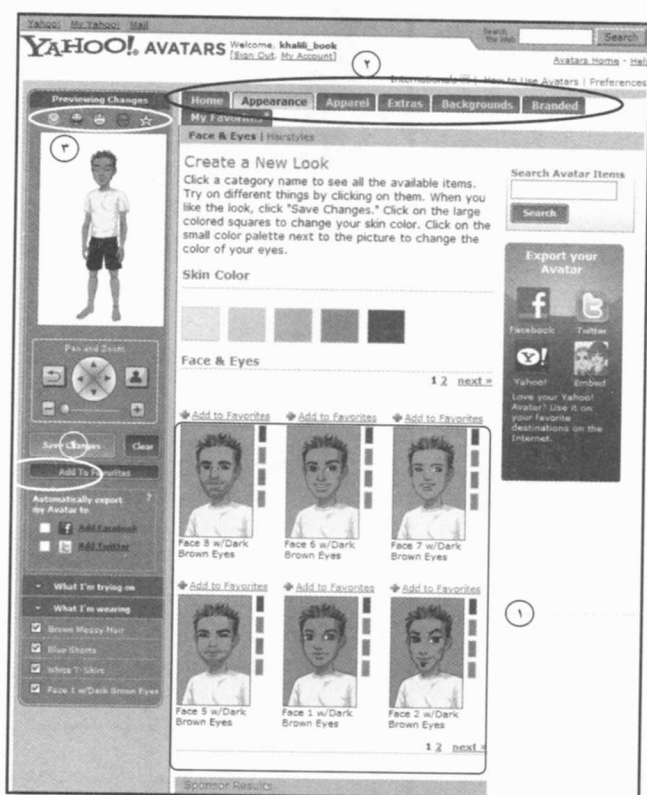 Yahoo! My Yahoo! Mail
Search the Web
Search
YAHOO! AVATARS
Welcome, khalili_book
[Sign Out, My Account]
Avatars Home - Help
۲
Internationals | How to Use Avatars | Preferences
Previewing Changes
Home Appearance Apparel Extras Backgrounds Branded
My Favorites
Face & Eyes | Hairstyles
۳
Create a New Look
Click a category name to see all the available items.
Try on different things by clicking on them. When you
like the look, click "Save Changes." Click on the large
colored squares to change your skin color. Click on the
small color palette next to the picture to change the
color of your eyes.
Search Avatar Items
Search
Skin Color
Export your
Avatar
Facebook Twitter
Yahoo! Embed
Love your Yahoo!
Avatar? Use it on
your favorite
destinations on the
Internet.
Pan and Zoom
Face & Eyes
1 2 next »
Save Changes Clear
Add To Favorites
Automatically export ?
my Avatar to
Add Facebook
Add Twitter
What I'm trying on
What I'm wearing
Brown Messy Hair
Blue Shorts
White T-Shirt
Face 1 w/Dark Brown Eyes
Add to Favorites Add to Favorites Add to Favorites
Face 8 w/Dark
Brown Eyes
Face 6 w/Dark
Brown Eyes
Face 7 w/Dark
Brown Eyes
Add to Favorites Add to Favorites Add to Favorites
۱
Face 5 w/Dark
Brown Eyes
Face 1 w/Dark
Brown Eyes
Face 2 w/Dark
Brown Eyes
1 2 next »
Sponsor Results